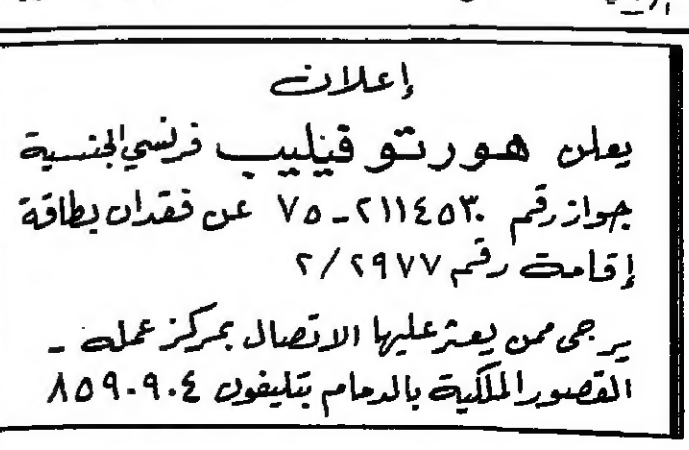 إعلان
يعلن هورتو فيليب فرنسي الجنسية
جواز رقم ٢١١٤٥٣٠-٧٥ عن فقدان بطاقة
إقامة رقم ٢/٢٩٧٧
يرجى ممن يعثر عليها الاتصال بمركز عمله -
القصور الملكية بالدمام بتليفون ٨٥٩٠٩٠٤